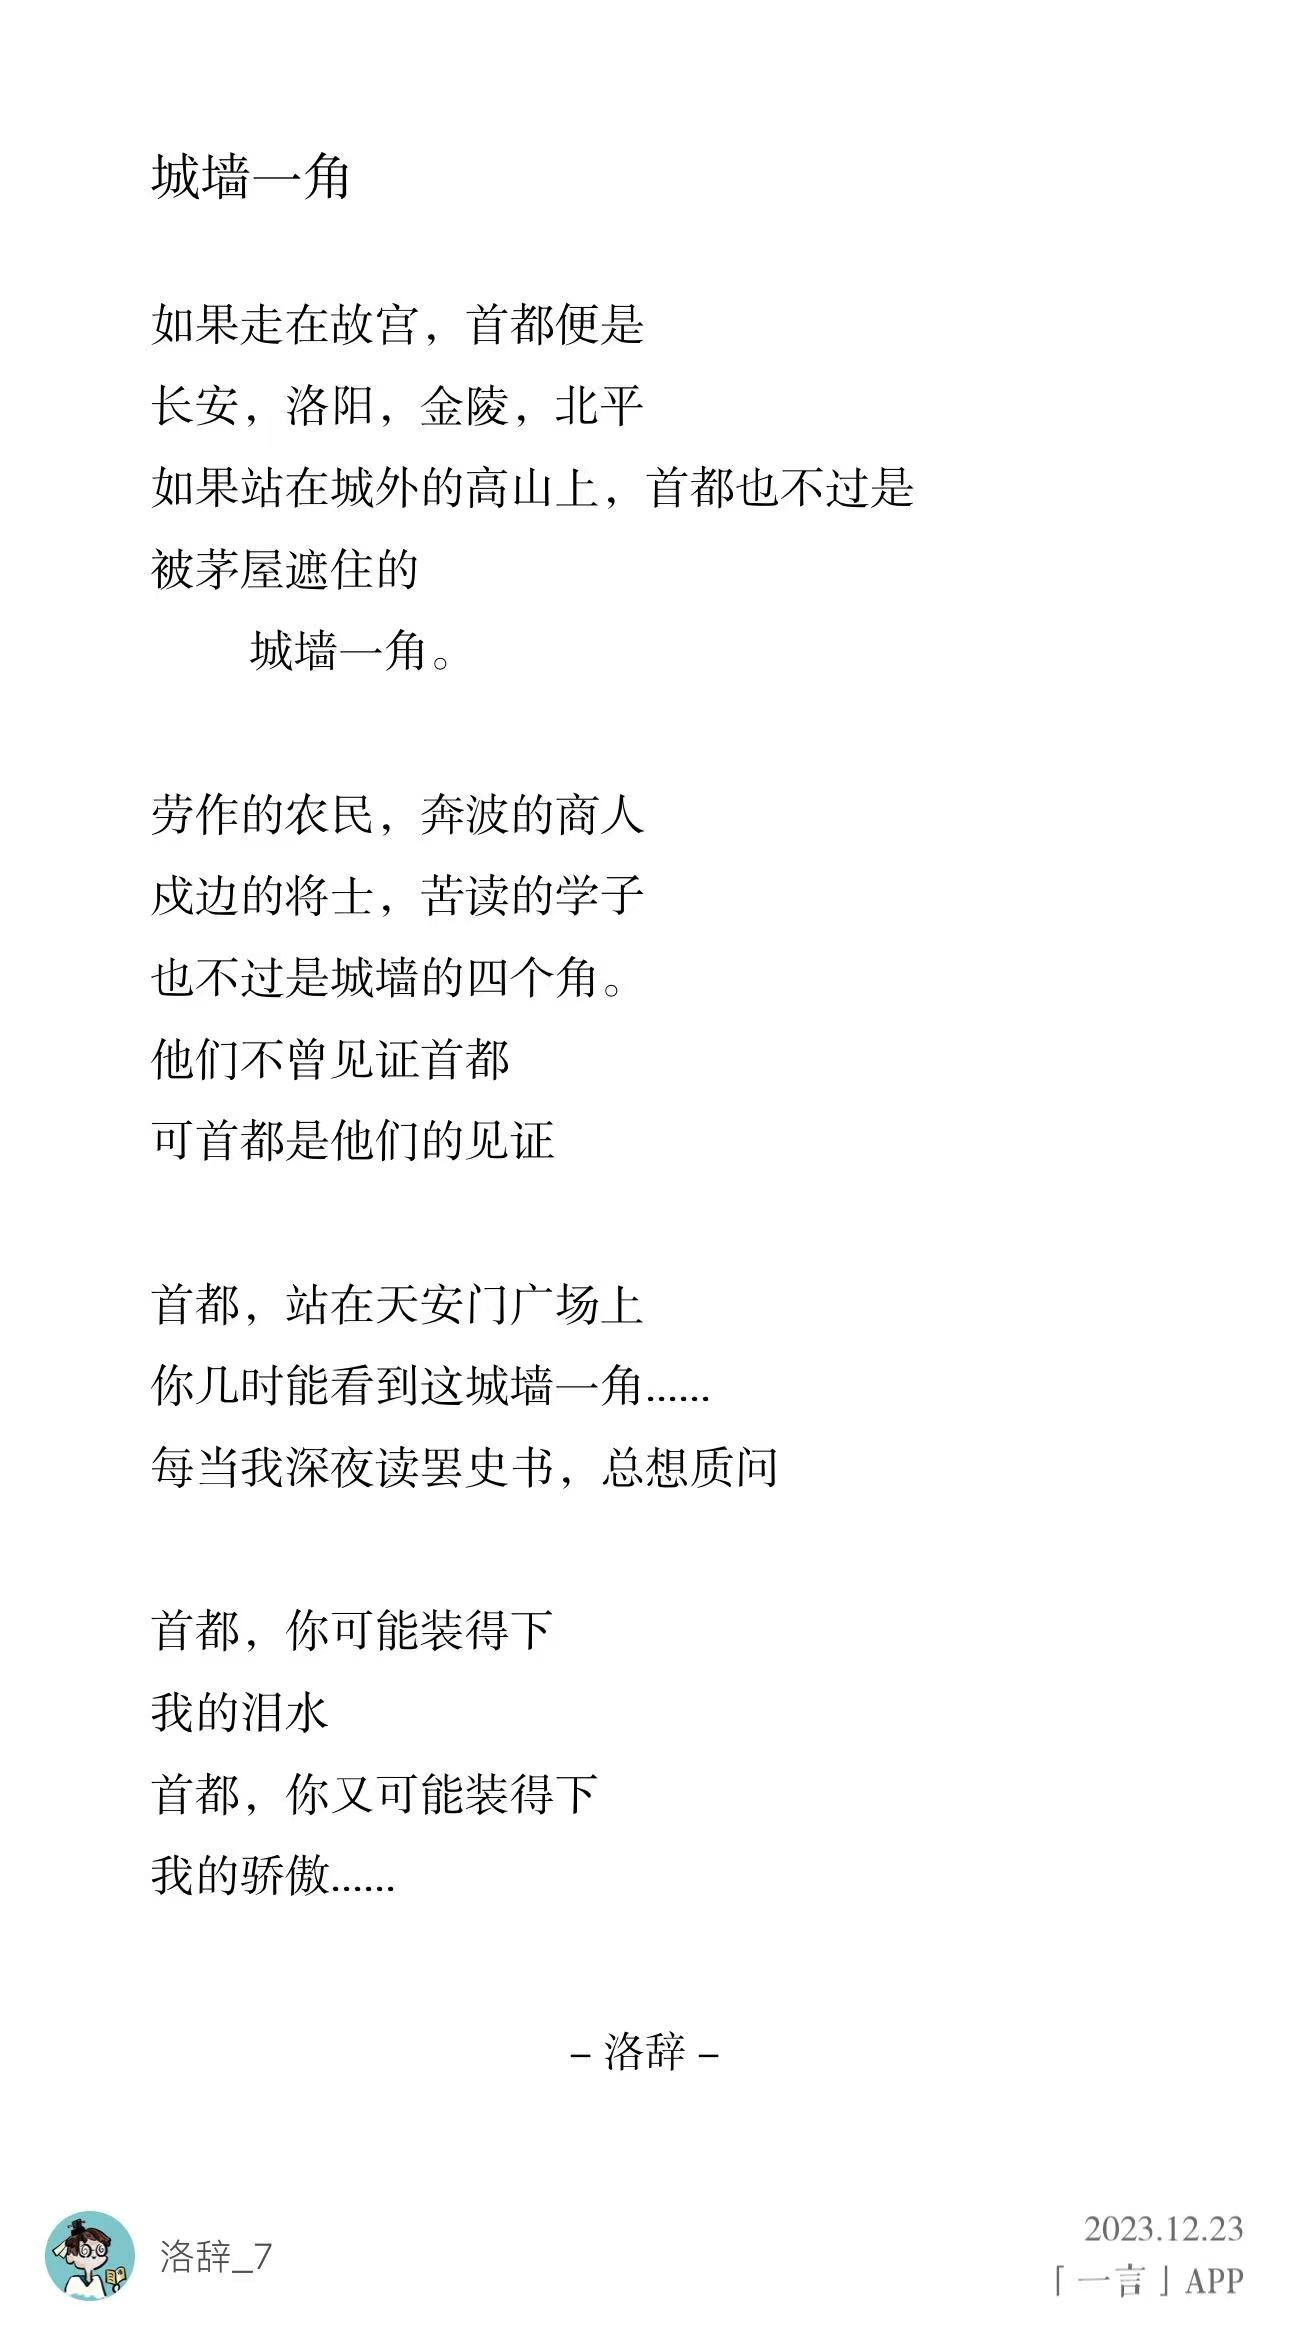 城墙一角
如果走在故宫，首都便是
长安，洛阳，金陵，北平
如果站在城外的高山上，首都也不过是
被茅屋遮住的
城墙一角。
劳作的农民，奔波的商人
戍边的将士，苦读的学子
也不过是城墙的四个角。
他们不曾见证首都
可首都是他们的见证
首都，站在天安门广场上
你几时能看到这城墙一角......
每当我深夜读罢史书，总想质问
首都，你可能装得下
我的泪水
首都，你又可能装得下
我的骄傲......
– 洛辞 –
洛辞_7
2023.12.23
「一言」APP